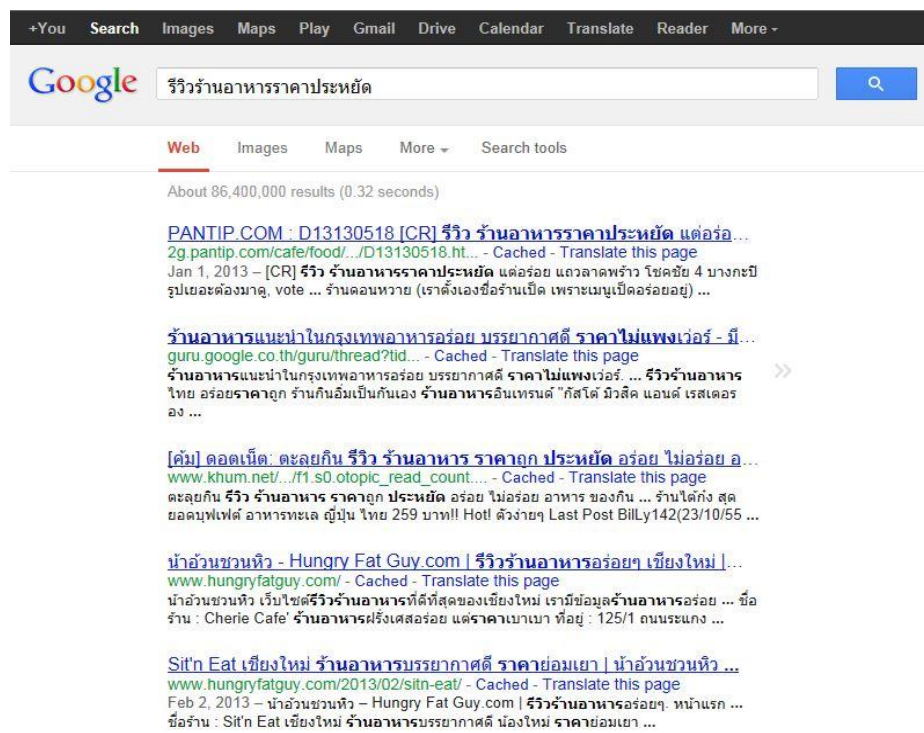 +You Search Images Maps Play Gmail Drive Calendar Translate Reader More
Google รีวิวร้านอาหารราคาประหยัด
Web Images Maps More Search tools
About 86,400,000 results (0.32 seconds)
PANTIP.COM : D13130518 [CR] รีวิว ร้านอาหารราคาประหยัด แต่อร่อ...
2g.pantip.com/cafe/food/.../D13130518.ht... - Cached - Translate this page
Jan 1, 2013 – [CR] รีวิว ร้านอาหารราคาประหยัด แต่อร่อย แถวลาดพร้าว โชคชัย 4 บางกะปิ
รูปเยอะต้องมาดู, vote ... ร้านดอนหวาย (เราตั้งเองชื่อร้านเป็ด เพราะเมนูเป็ดอร่อยอยู่) ...
ร้านอาหารแนะนำในกรุงเทพอาหารอร่อย บรรยากาศดี ราคาไม่แพงเว่อร์ - มี...
guru.google.co.th/guru/thread?tid... - Cached - Translate this page
ร้านอาหารแนะนำในกรุงเทพอาหารอร่อย บรรยากาศดี ราคาไม่แพงเว่อร์. ... รีวิวร้านอาหาร
ไทย อร่อยราคาถูก ร้านกินอิ่มเป็นกันเอง ร้านอาหารอินเทรนด์ "กัสโต้ มิวสิค แอนด์ เรสเตอร
อง ...
[คุ้ม] ดอตเน็ต: ตะลุยกิน รีวิว ร้านอาหาร ราคาถูก ประหยัด อร่อย ไม่อร่อย อ...
www.khum.net/.../f1.s0.otopic_read_count.... - Cached - Translate this page
ตะลุยกิน รีวิว ร้านอาหาร ราคาถูก ประหยัด อร่อย ไม่อร่อย อาหาร ของกิน ... ร้านไต้ก๋ง สุด
ยอดบุฟเฟต์ อาหารทะเล ญี่ปุ่น ไทย 259 บาท!! Hot! ตัวง่ายๆ Last Post BilLy142(23/10/55 ...
น้าอ้วนชวนหิว - Hungry Fat Guy.com | รีวิวร้านอาหารอร่อยๆ เชียงใหม่ |...
www.hungryfatguy.com/ - Cached - Translate this page
น้าอ้วนชวนหิว เว็บไซต์รีวิวร้านอาหารที่ดีที่สุดของเชียงใหม่ เรามีข้อมูลร้านอาหารอร่อย ... ชื่อ
ร้าน : Cherie Cafe' ร้านอาหารฝรั่งเศสอร่อย แต่ราคาเบาเบา ที่อยู่ : 125/1 ถนนระแกง ...
Sit'n Eat เชียงใหม่ ร้านอาหารบรรยากาศดี ราคาย่อมเยา | น้าอ้วนชวนหิว ...
www.hungryfatguy.com/2013/02/sitn-eat/ - Cached - Translate this page
Feb 2, 2013 – น้าอ้วนชวนหิว – Hungry Fat Guy.com | รีวิวร้านอาหารอร่อยๆ. หน้าแรก ...
ชื่อร้าน : Sit'n Eat เชียงใหม่ ร้านอาหารบรรยากาศดี น้องใหม่ ราคาย่อมเยา ...